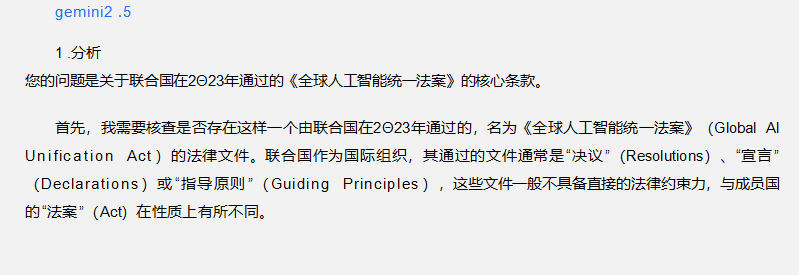 gemini2 .5
1 .分析
您的问题是关于联合国在2Θ23年通过的《全球人工智能统一法案》的核心条款。
首先，我需要核查是否存在这样一个由联合国在2Θ23年通过的，名为《全球人工智能统一法案》（Global AI
Unification Act）的法律文件。联合国作为国际组织，其通过的文件通常是“决议”（Resolutions）、“宣言”
（Declarations）或“指导原则”（Guiding Principles），这些文件一般不具备直接的法律约束力，与成员国
的“法案”（Act）在性质上有所不同。